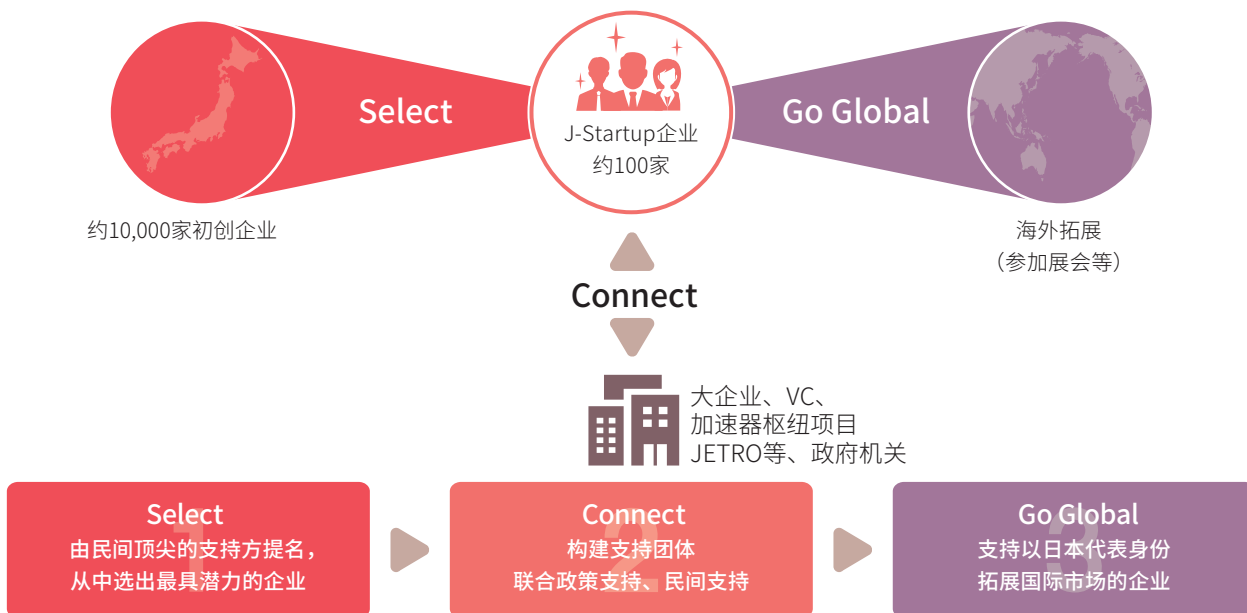 Select
J-Startup企业
约100家
Go Global
约10,000家初创企业
海外拓展
（参加展会等）
Connect
大企业、VC、
加速器枢纽项目
JETRO等、政府机关
1
Select
由民间顶尖的支持方提名，
从中选出最具潜力的企业
2
Connect
构建支持团体
联合政策支持、民间支持
3
Go Global
支持以日本代表身份
拓展国际市场的企业